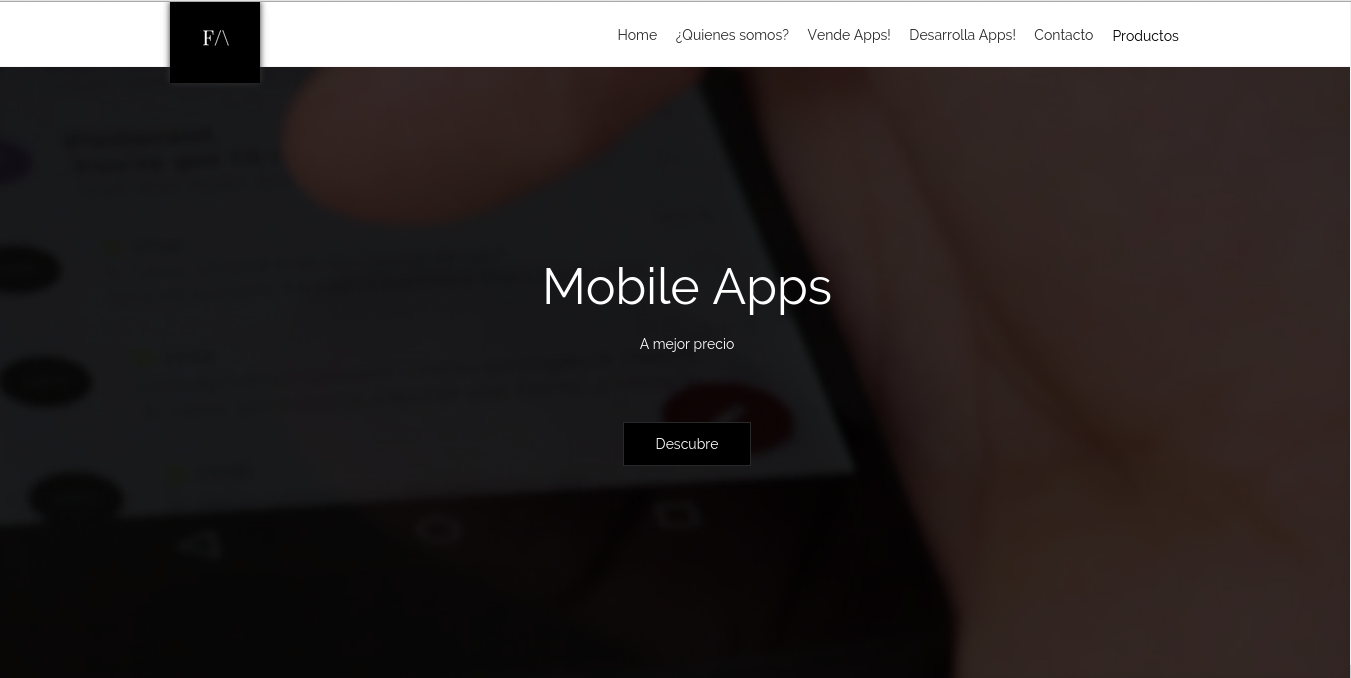 F/\
Home ¿Quienes somos? Vende Apps! Desarrolla Apps! Contacto Productos
Mobile Apps
A mejor precio
Descubre